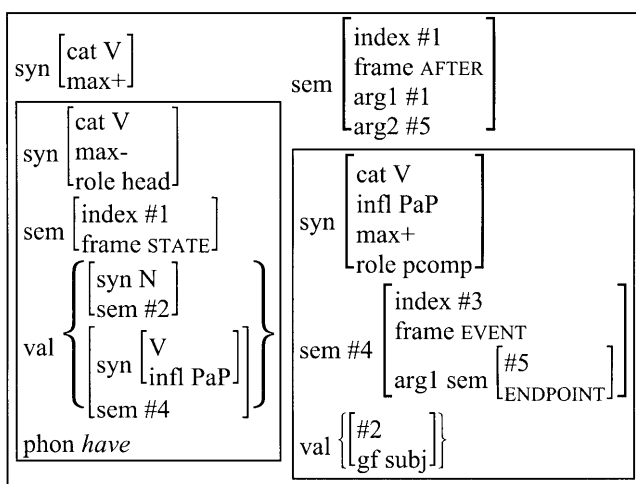 syn [cat V
max+]
sem [index #1
frame AFTER
arg1 #1
arg2 #5]
syn [cat V
max-
role head]
sem [index #1
frame STATE]
val {[syn N
sem #2]
[syn [V
infl PaP]
sem #4]}
phon have
syn [cat V
infl PaP
max+
role pcomp]
sem #4 [index #3
frame EVENT
arg1 sem [#5
ENDPOINT]]
val {[#2
gf subj]}